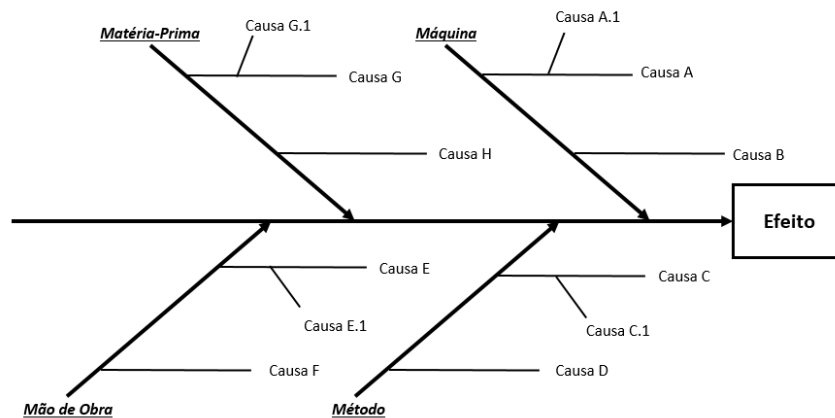 Causa G.1
Causa A.1
Matéria-Prima
Máquina
Causa G
Causa A
Causa H
Causa B
Efeito
Causa E
Causa C
Causa E.1
Causa C.1
Causa F
Causa D
Mão de Obra
Método